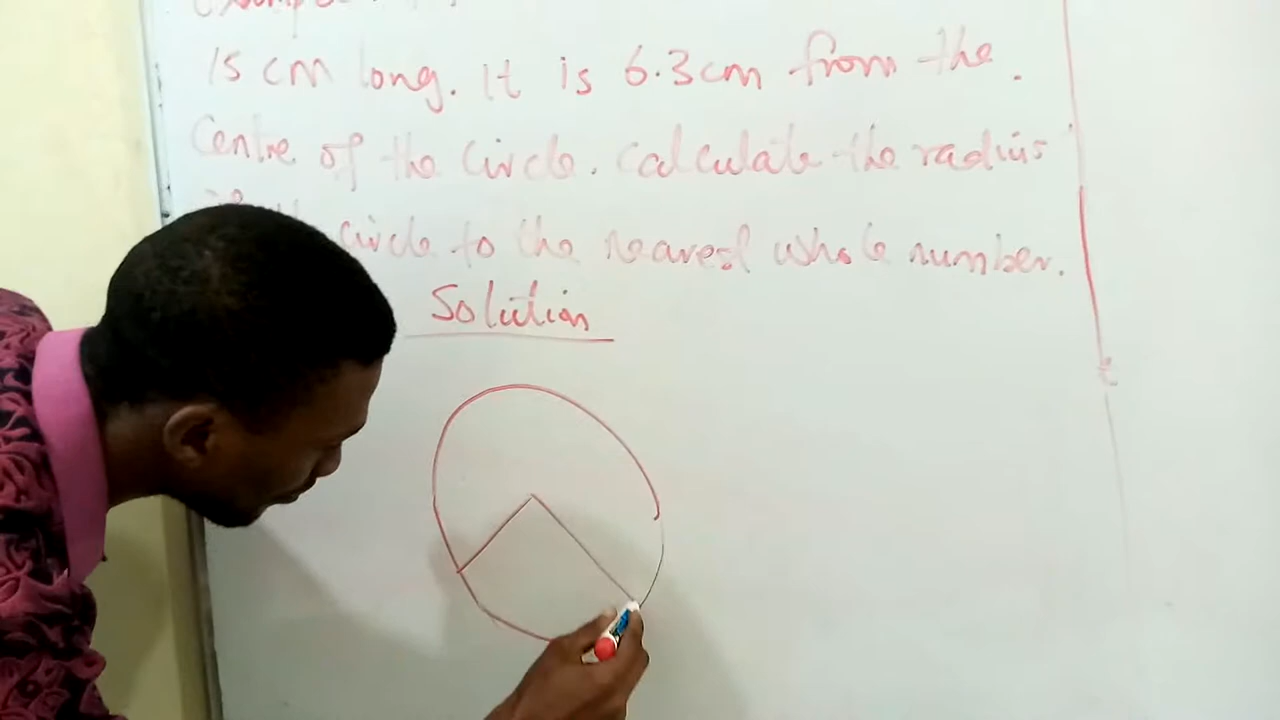 Example
15 cm long. It is 6.3cm from the
Centre of the Circle. Calculate the radius
circle to the nearest whole number.
Solution